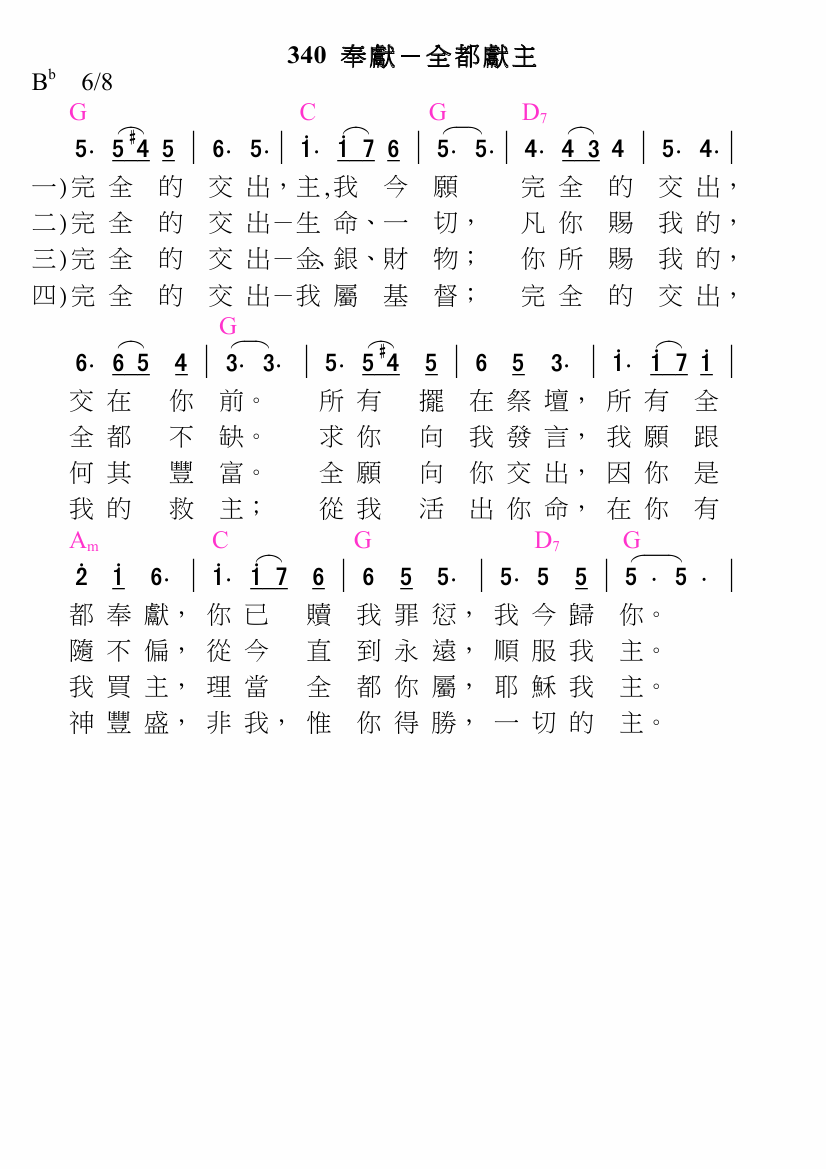 340 奉獻－全都獻主
Bb 6/8
G C G D7
5· 5 #4 5 | 6· 5· | i· i 7 6 | 5· 5· | 4· 4 3 4 | 5· 4· |
一)完全的交出，主,我今願 完全的交出，
二)完全的交出－生命、一切， 凡你賜我的，
三)完全的交出－金、銀、財物； 你所賜我的，
四)完全的交出－我屬基督； 完全的交出，
G
6· 6 5 4 | 3· 3· | 5· 5 #4 5 | 6 5 3· | i· i 7 i |
交在你前。 所有擺在祭壇，所有全
全都不缺。 求你向我發言，我願跟
何其豐富。 全願向你交出，因你是
我的救主； 從我活出你命，在你有
Am C G D7 G
2̇ i 6· | i· i 7 6 | 6 5 5· | 5· 5 5 | 5 · 5 · |
都奉獻，你已贖我罪愆，我今歸你。
隨不偏，從今直到永遠，順服我主。
我買主，理當全都你屬，耶穌我主。
神豐盛，非我，惟你得勝，一切的主。